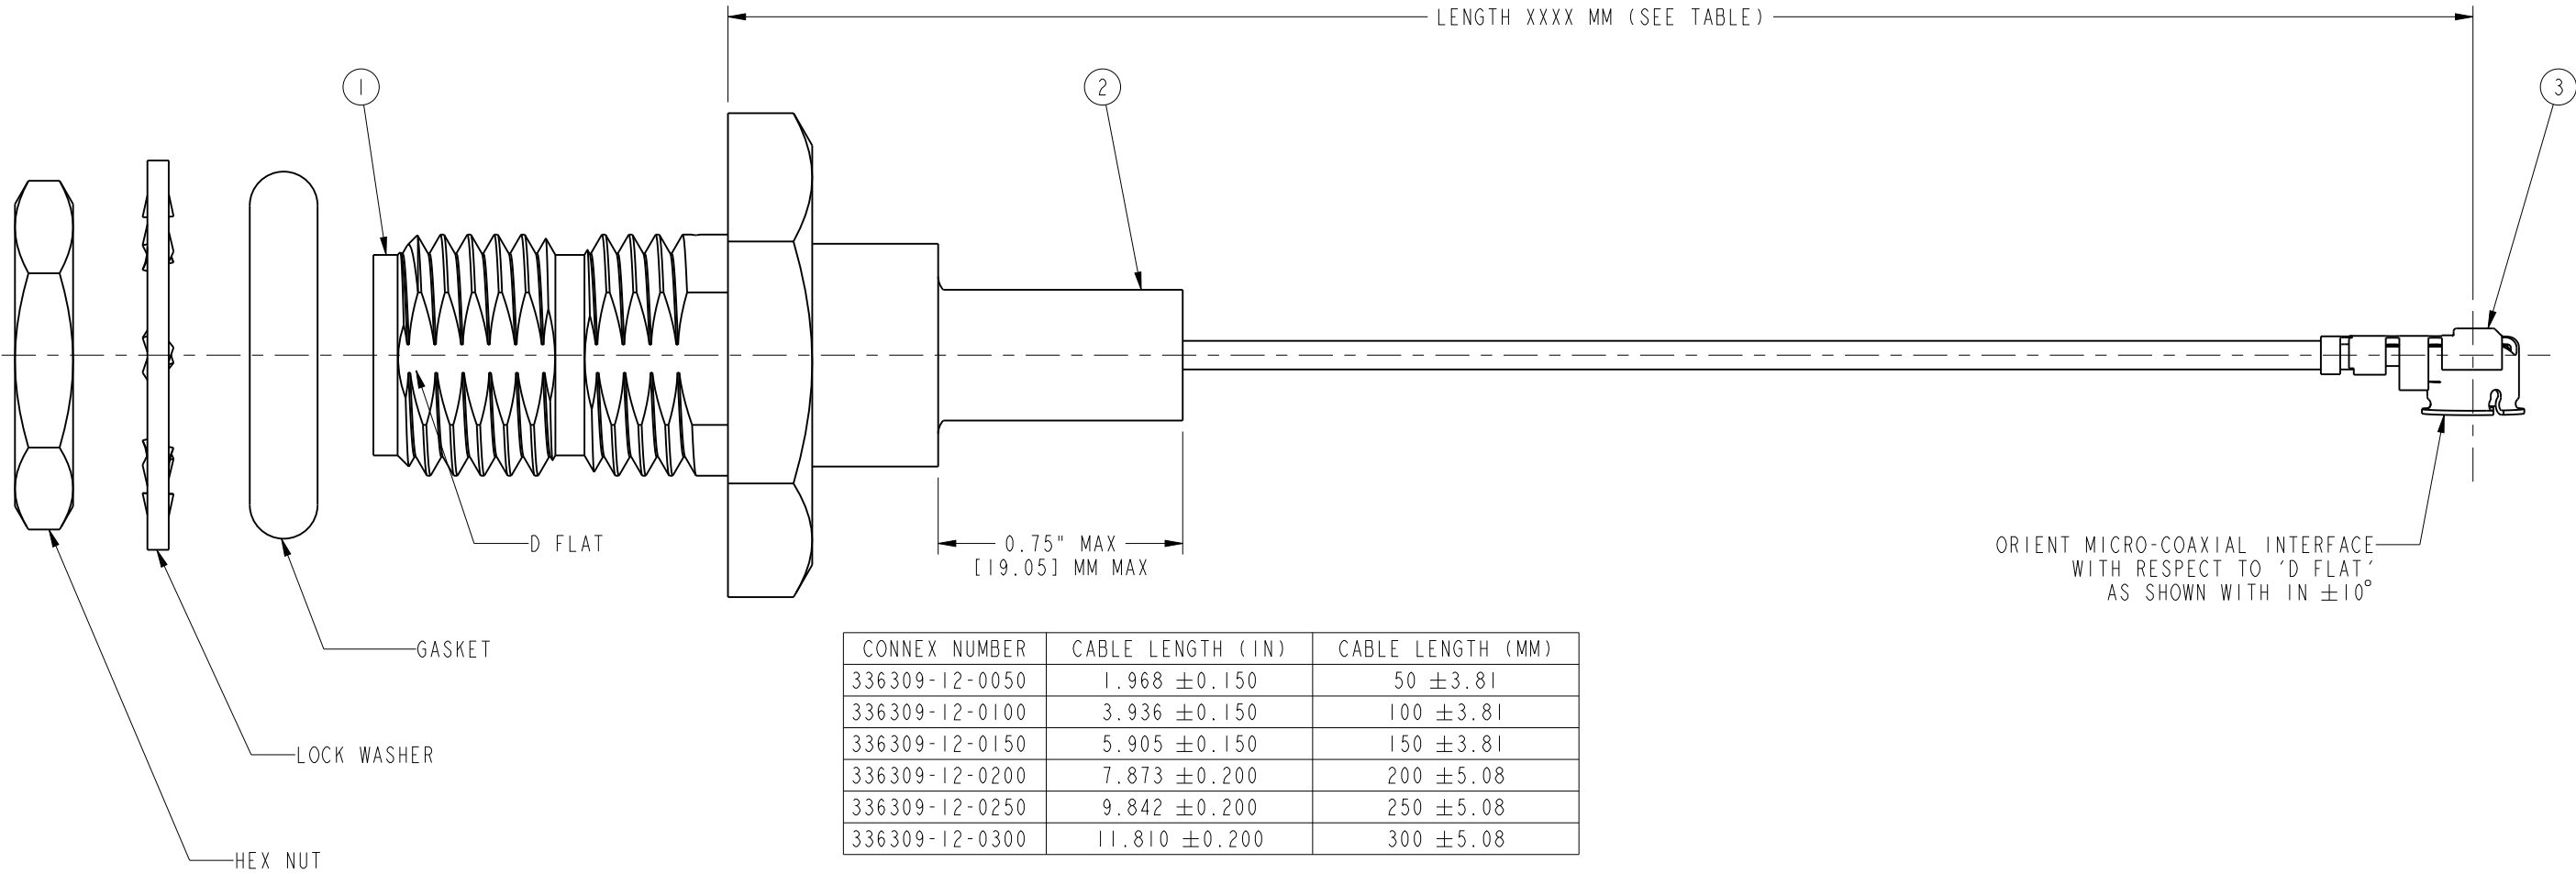 LENGTH XXXX MM (SEE TABLE)
1
2
3
D FLAT
0.75" MAX
[19.05] MM MAX
ORIENT MICRO-COAXIAL INTERFACE
WITH RESPECT TO 'D FLAT'
AS SHOWN WITH IN ±10°
GASKET
LOCK WASHER
HEX NUT
CONNEX NUMBER CABLE LENGTH (IN) CABLE LENGTH (MM)
336309-12-0050 1.968 ±0.150 50 ±3.81
336309-12-0100 3.936 ±0.150 100 ±3.81
336309-12-0150 5.905 ±0.150 150 ±3.81
336309-12-0200 7.873 ±0.200 200 ±5.08
336309-12-0250 9.842 ±0.200 250 ±5.08
336309-12-0300 11.810 ±0.200 300 ±5.08